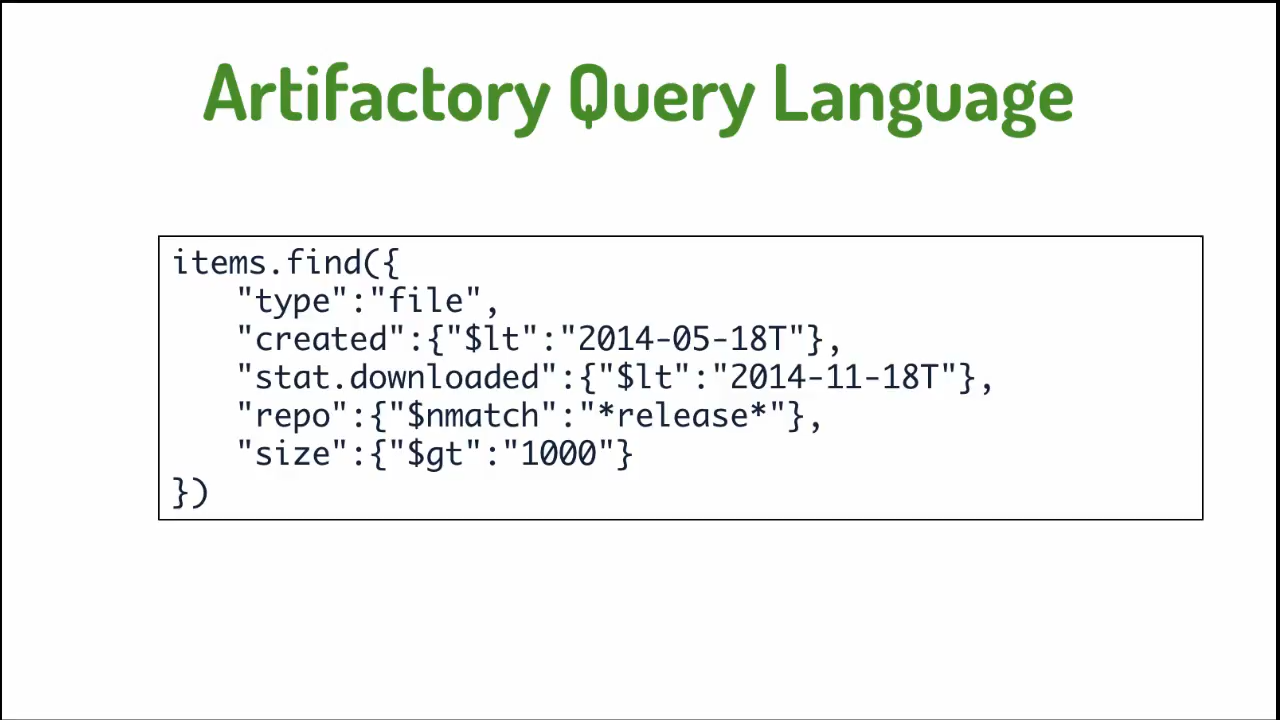 Artifactory Query Language
items.find({
"type":"file",
"created":{"$lt":"2014-05-18T"},
"stat.downloaded":{"$lt":"2014-11-18T"},
"repo":{"$nmatch":"*release*"},
"size":{"$gt":"1000"}
})